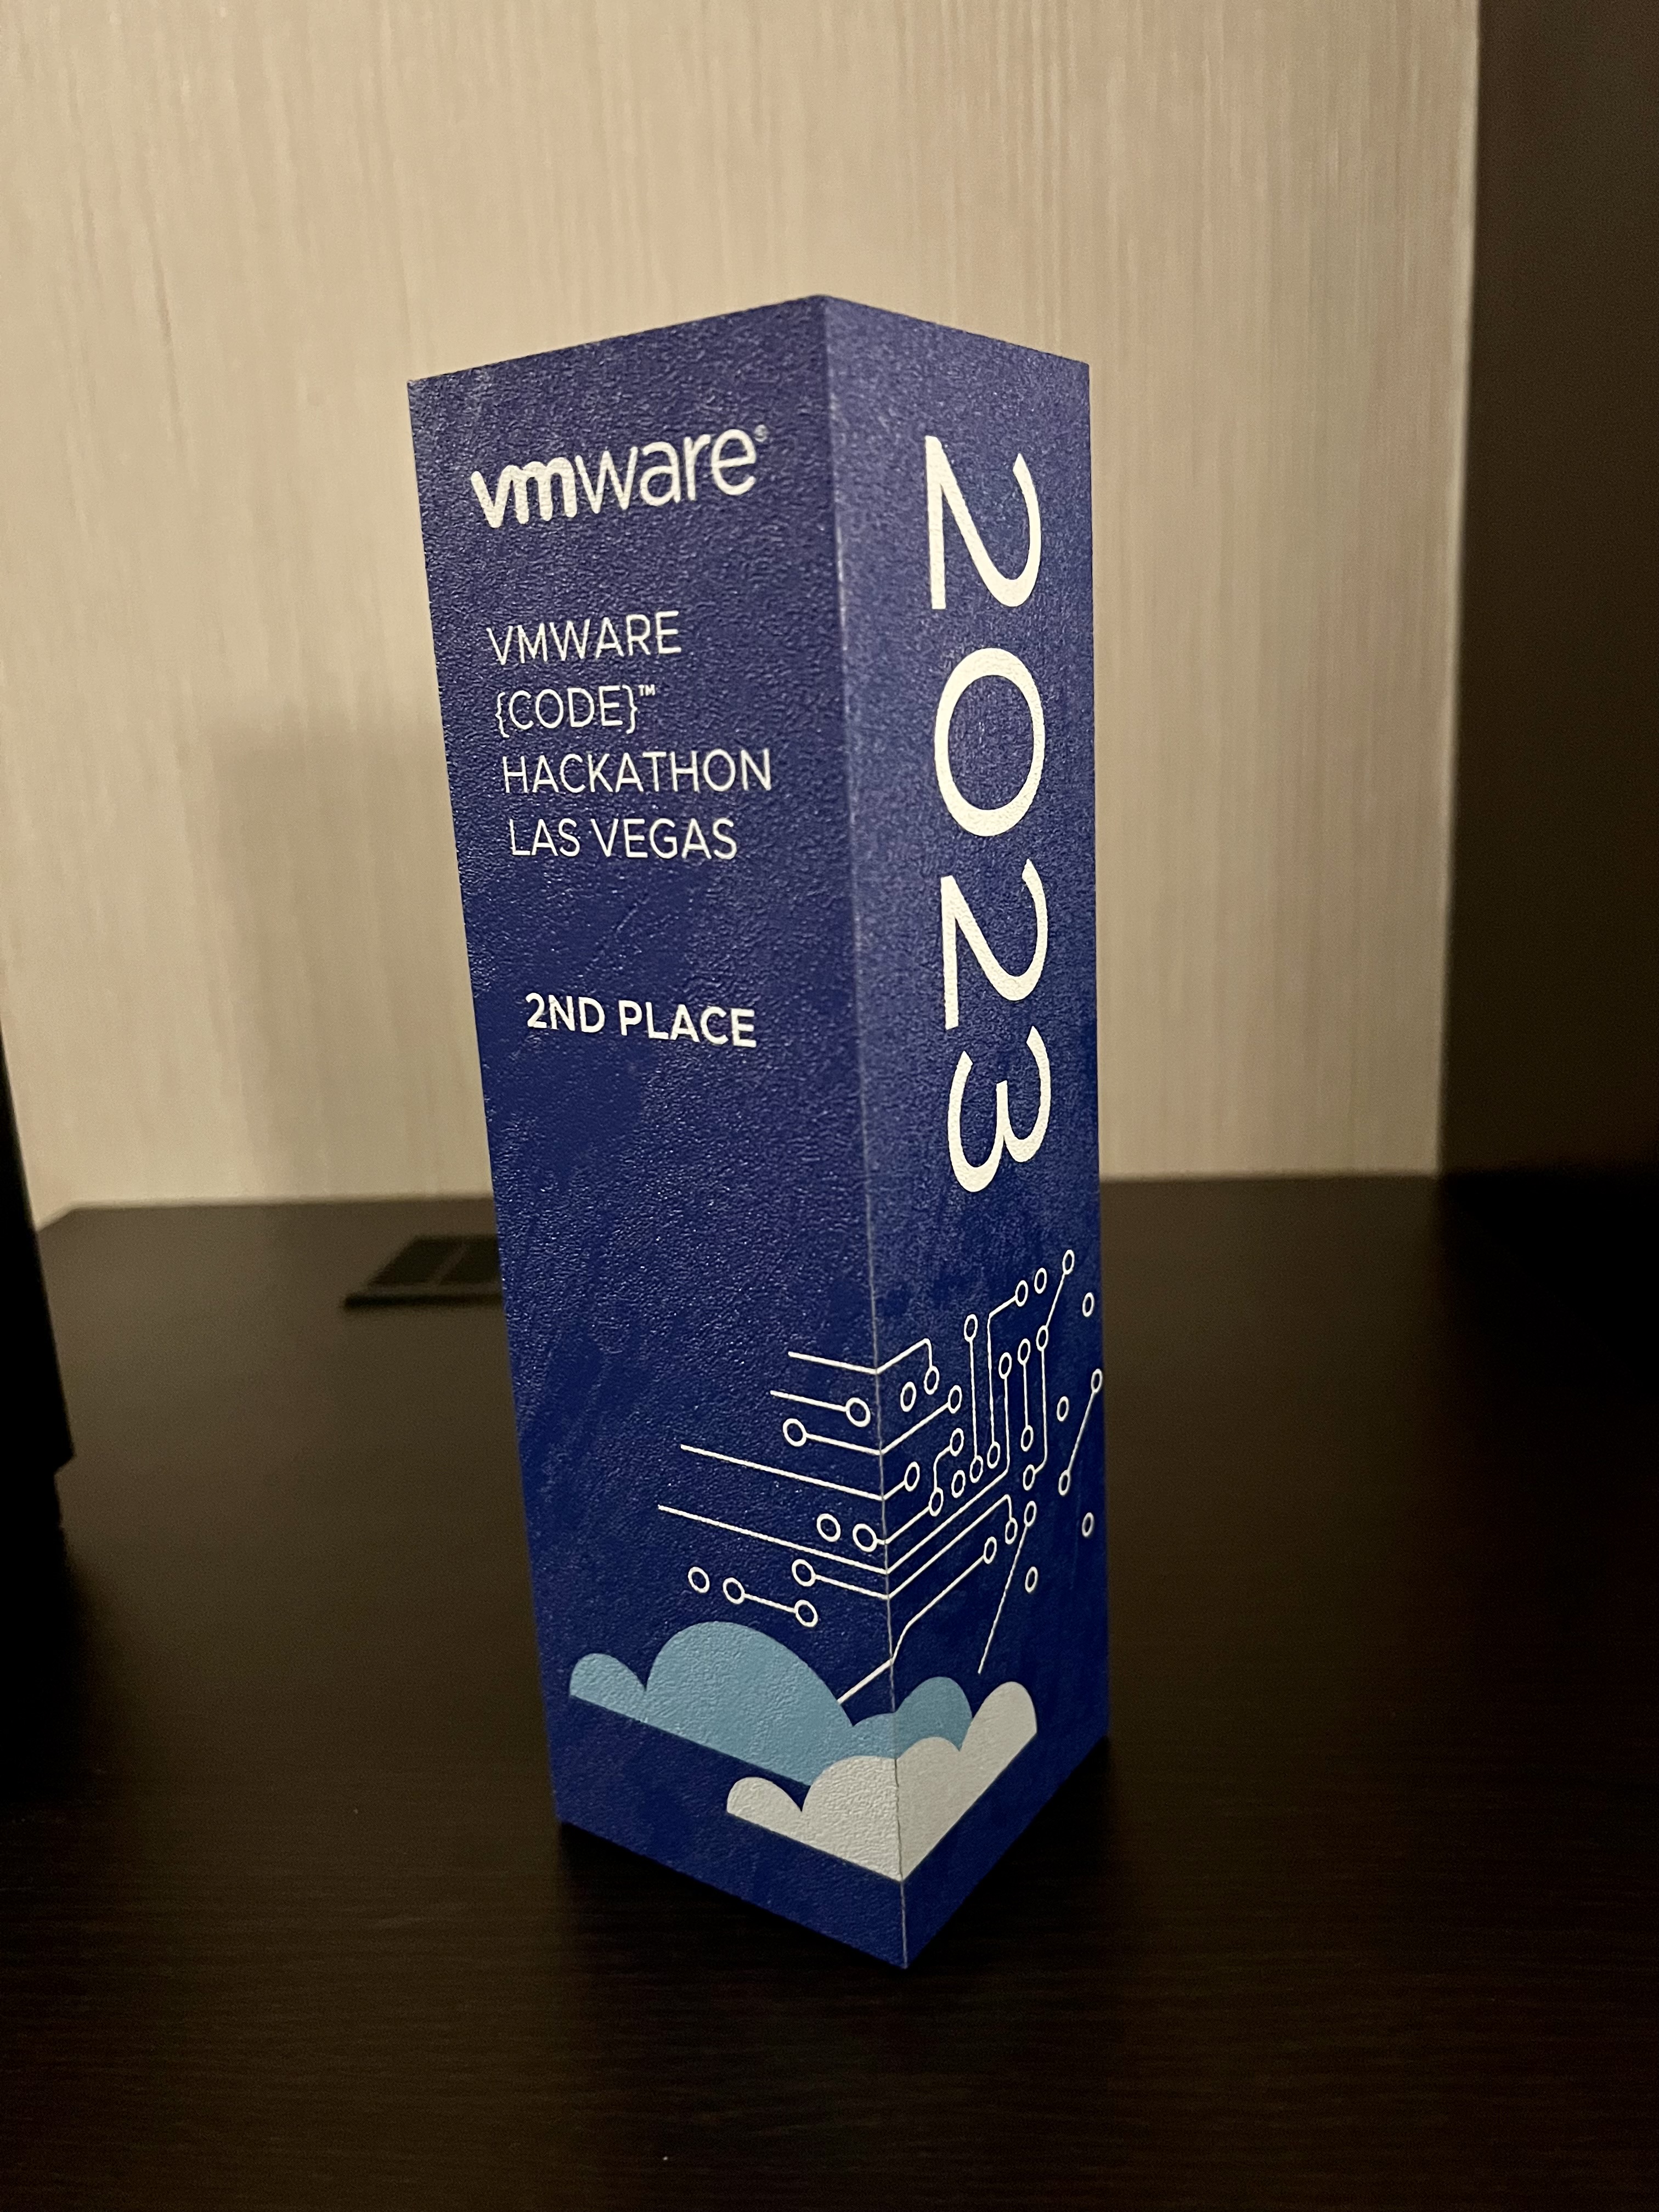 vmware®
VMWARE
{CODE}™
HACKATHON
LAS VEGAS
2ND PLACE
2023